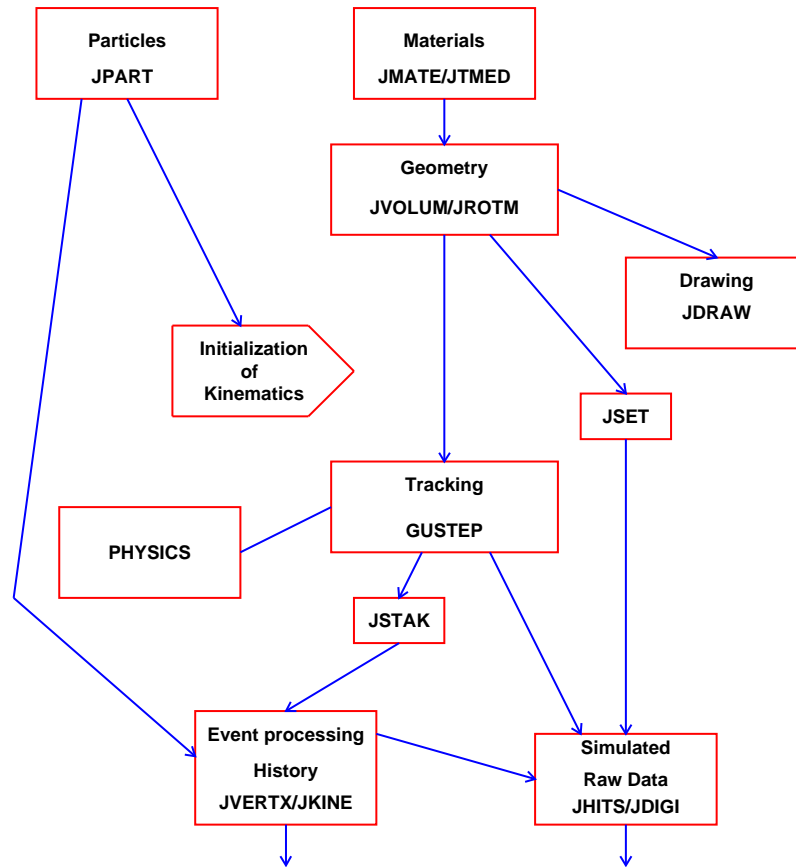 Particles
JPART
Materials
JMATE/JTMED
Geometry
JVOLUM/JROTM
Drawing
JDRAW
Initialization
of
Kinematics
JSET
Tracking
GUSTEP
PHYSICS
JSTAK
Event processing
History
JVERTX/JKINE
Simulated
Raw Data
JHITS/JDIGI